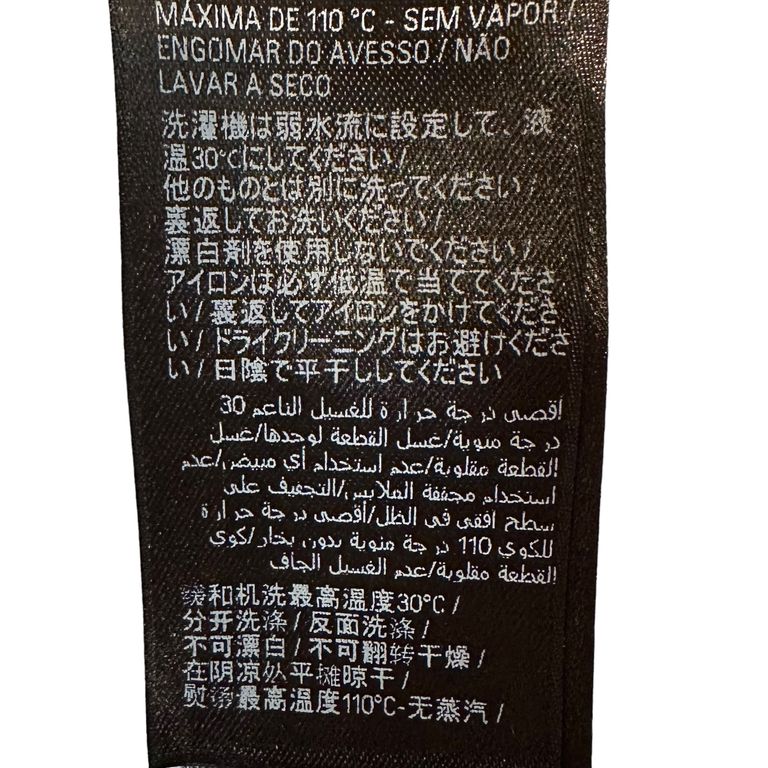 MÁXIMA DE 110 °C - SEM VAPOR /
ENGOMAR DO AVESSO / NÃO
LAVAR A SECO
洗濯機は弱水流に設定して、液
温30℃にしてください /
他のものとは別に洗ってください /
裏返してお洗いください /
漂白剤を使用しないでください /
アイロンは必ず低温で当ててくださ
い / 裏返してアイロンをかけてくださ
い / ドライクリーニングはお避けくださ
い / 日陰で平干ししてください
أقصى درجة حرارة للغسيل الناعم 30
درجة مئوية/غسل القطعة لوحدها/غسل
القطعة مقلوبة/عدم استخدام أي مبيض/عدم
استخدام مجففة الملابس/التجفيف على
سطح افقي في الظل/أقصى درجة حرارة
للكوي 110 درجة مئوية بدون بخار/كوي
القطعة مقلوبة/عدم الغسيل الجاف
缓和机洗最高温度30°C /
分开洗涤 / 反面洗涤 /
不可漂白 / 不可翻转干燥 /
在阴凉处平摊晾干 /
熨烫最高温度110°C-无蒸汽 /